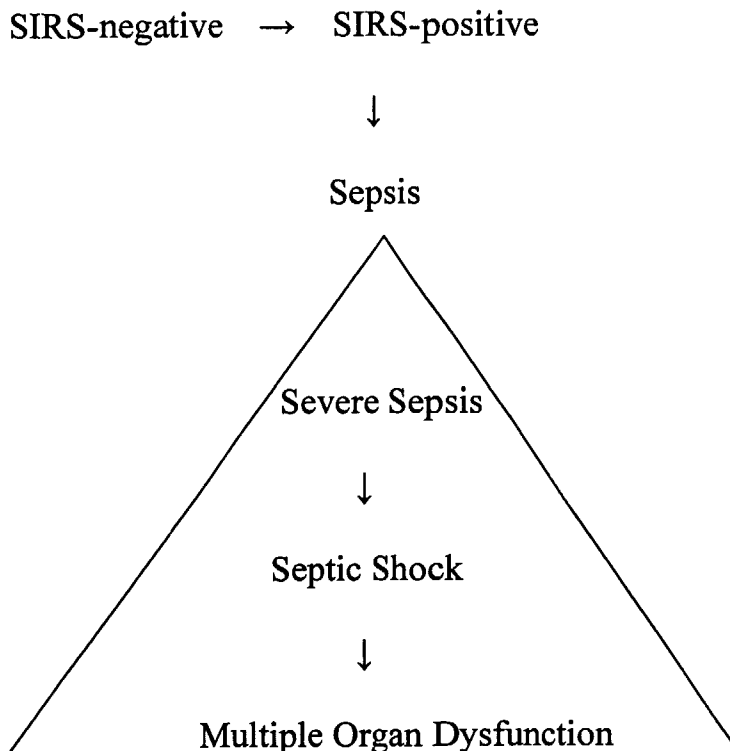 SIRS-negative → SIRS-positive
↓
Sepsis
Severe Sepsis
↓
Septic Shock
↓
Multiple Organ Dysfunction